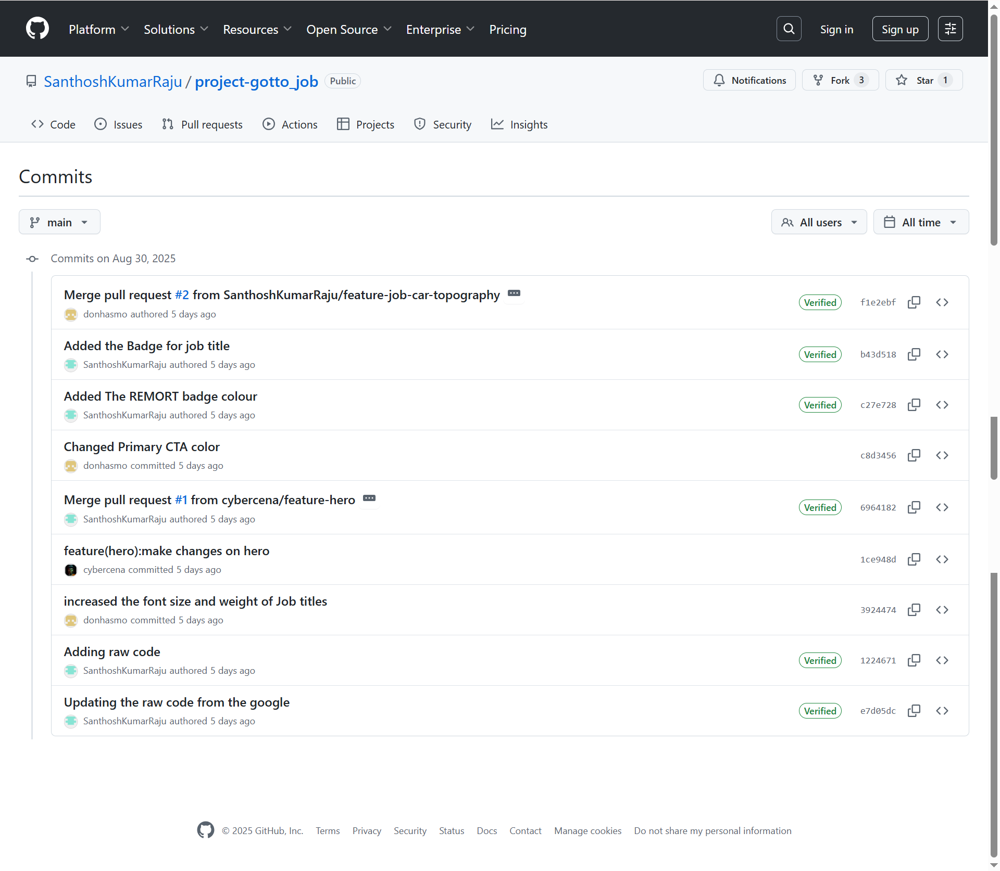 Platform Solutions Resources Open Source Enterprise Pricing Sign in Sign up
SanthoshKumarRaju / project-gotto_job Public Notifications Fork 3 Star 1
Code Issues Pull requests Actions Projects Security Insights
Commits
main All users All time
Commits on Aug 30, 2025
Merge pull request #2 from SanthoshKumarRaju/feature-job-car-topography
donhasmo authored 5 days ago
Verified f1e2ebf
Added the Badge for job title
SanthoshKumarRaju authored 5 days ago
Verified b43d518
Added The REMORT badge colour
SanthoshKumarRaju authored 5 days ago
Verified c27e728
Changed Primary CTA color
donhasmo committed 5 days ago
c8d3456
Merge pull request #1 from cybercena/feature-hero
SanthoshKumarRaju authored 5 days ago
Verified 6964182
feature(hero):make changes on hero
cybercena committed 5 days ago
1ce948d
increased the font size and weight of Job titles
donhasmo committed 5 days ago
3924474
Adding raw code
SanthoshKumarRaju authored 5 days ago
Verified 1224671
Updating the raw code from the google
SanthoshKumarRaju authored 5 days ago
Verified e7d05dc
© 2025 GitHub, Inc. Terms Privacy Security Status Docs Contact Manage cookies Do not share my personal information